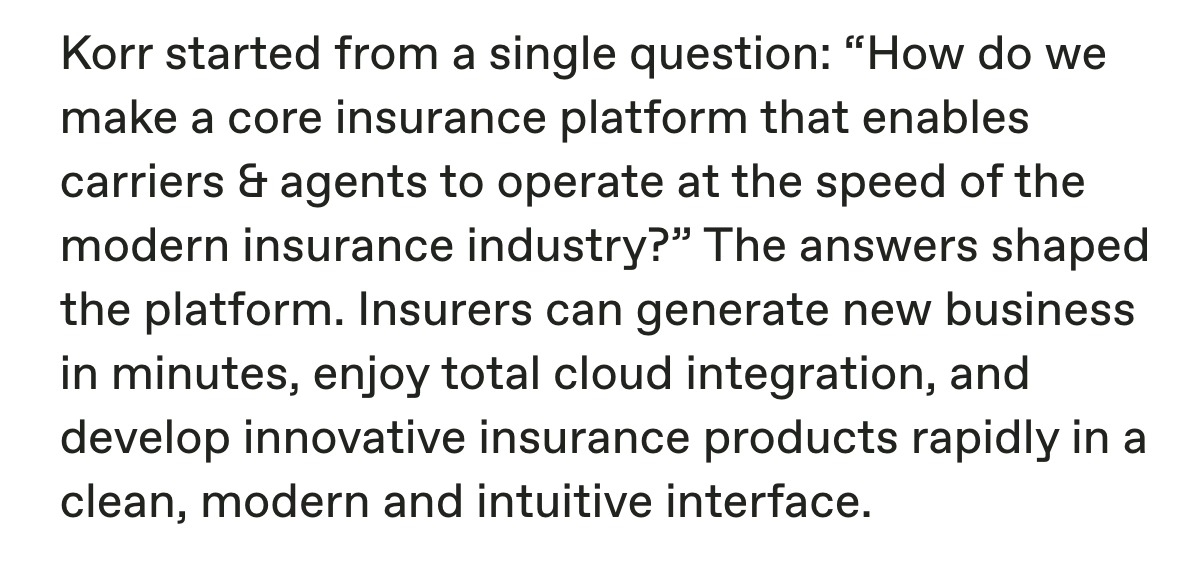 Korr started from a single question: “How do we
make a core insurance platform that enables
carriers & agents to operate at the speed of the
modern insurance industry?” The answers shaped
the platform. Insurers can generate new business
in minutes, enjoy total cloud integration, and
develop innovative insurance products rapidly in a
clean, modern and intuitive interface.